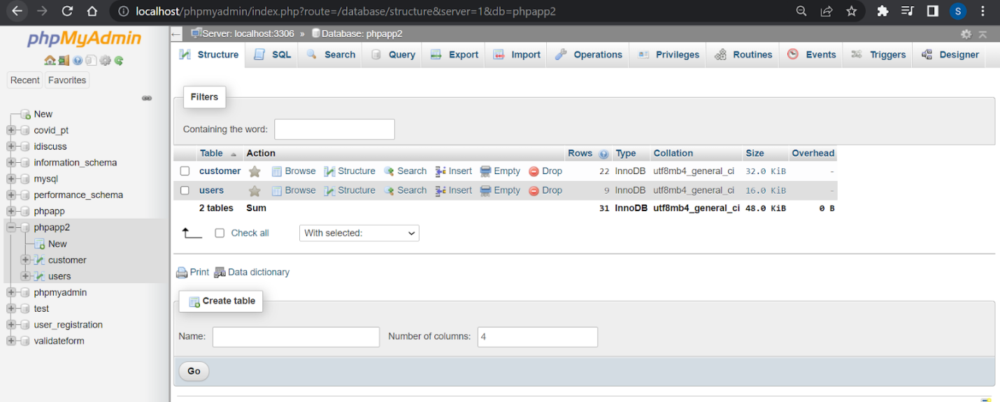 localhost/phpmyadmin/index.php?route=/database/structure&server=1&db=phpapp2
S
phpMyAdmin
Recent Favorites
New
covid_pt
idiscuss
information_schema
mysql
performance_schema
phpapp
phpapp2
New
customer
users
phpmyadmin
test
user_registration
validateform
Server: localhost:3306 » Database: phpapp2
Structure SQL Search Query Export Import Operations Privileges Routines Events Triggers Designer
Filters
Containing the word:
Table Action Rows Type Collation Size Overhead
customer Browse Structure Search Insert Empty Drop 22 InnoDB utf8mb4_general_ci 32.0 KiB -
users Browse Structure Search Insert Empty Drop 9 InnoDB utf8mb4_general_ci 16.0 KiB -
2 tables Sum 31 InnoDB utf8mb4_general_ci 48.0 KiB 0 B
Check all With selected:
Print Data dictionary
Create table
Name: Number of columns: 4
Go